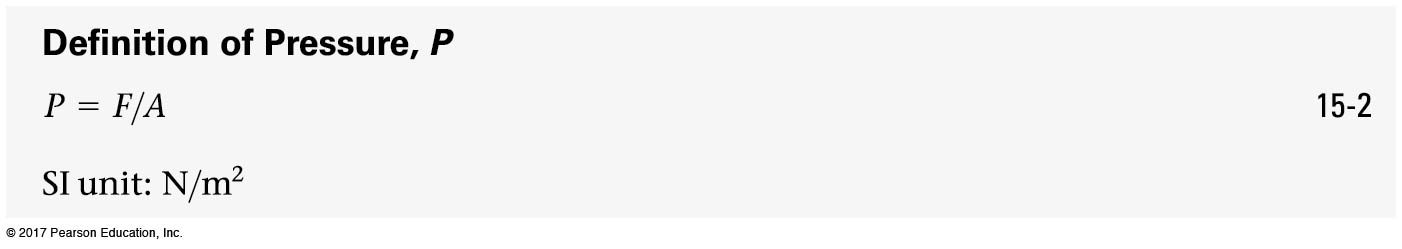 Definition of Pressure, P
P = F/A 15-2
SI unit: N/m²
© 2017 Pearson Education, Inc.